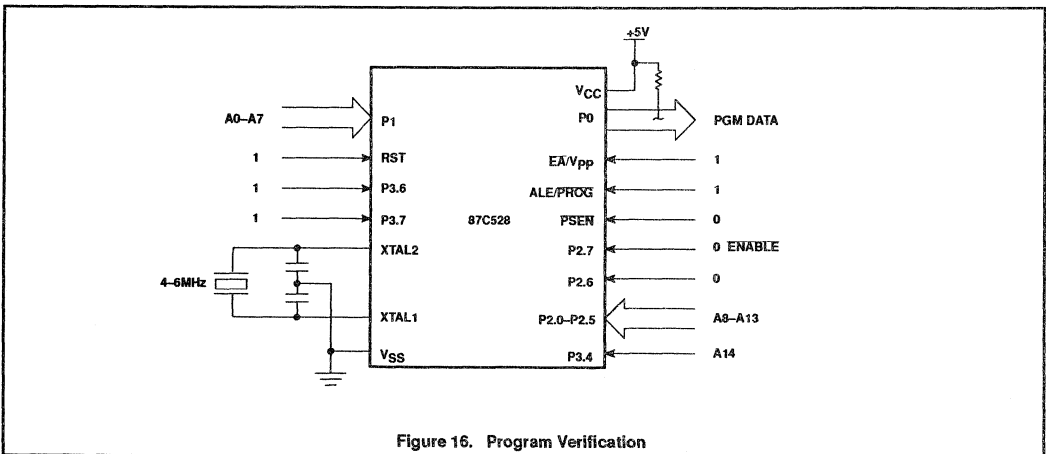 +5V
VCC
P0
PGM DATA
A0–A7
P1
1
RST
EA/VPP
1
1
P3.6
ALE/PROG
1
1
P3.7
87C528
PSEN
0
XTAL2
P2.7
0 ENABLE
4–6MHz
P2.6
0
XTAL1
P2.0–P2.5
A8–A13
VSS
P3.4
A14
Figure 16. Program Verification